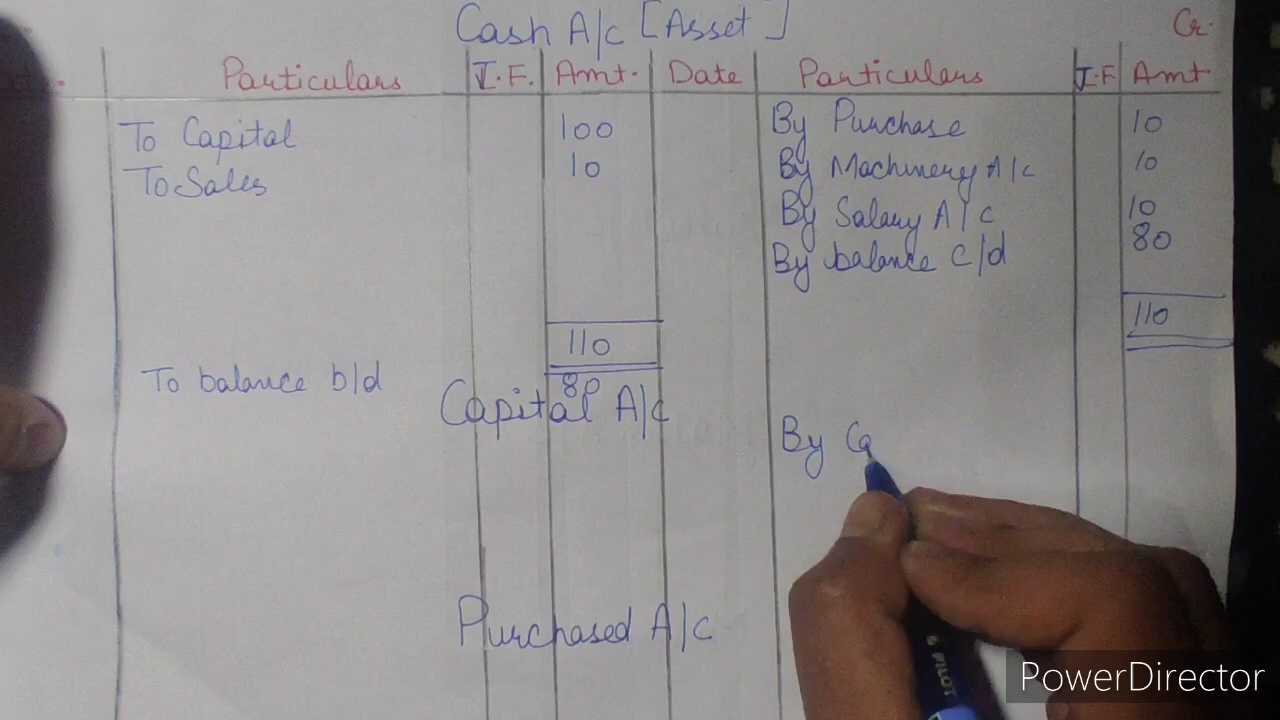 Cash A/c [Asset]
Cr.
Particulars J.F. Amt. Date Particulars J.F. Amt.
To Capital 100 By Purchase 10
To Sales 10 By Machinery A/c 10
By Salary A/c 10
By balance c/d 80
110 110
To balance b/d 80
Capital A/c
By Ca
Purchased A/c
PILOT
PowerDirector